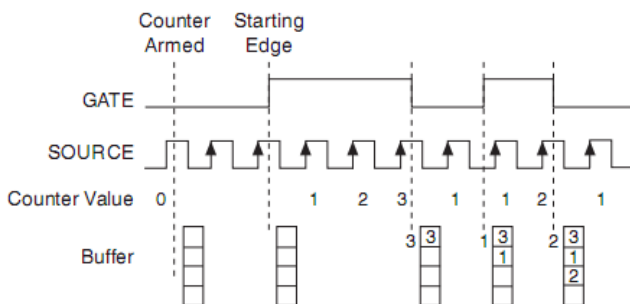 Counter Starting
Armed Edge
GATE
SOURCE
Counter Value 0 1 2 3 1 1 2 1
Buffer 3 3 1 3 2 3
1 1
2